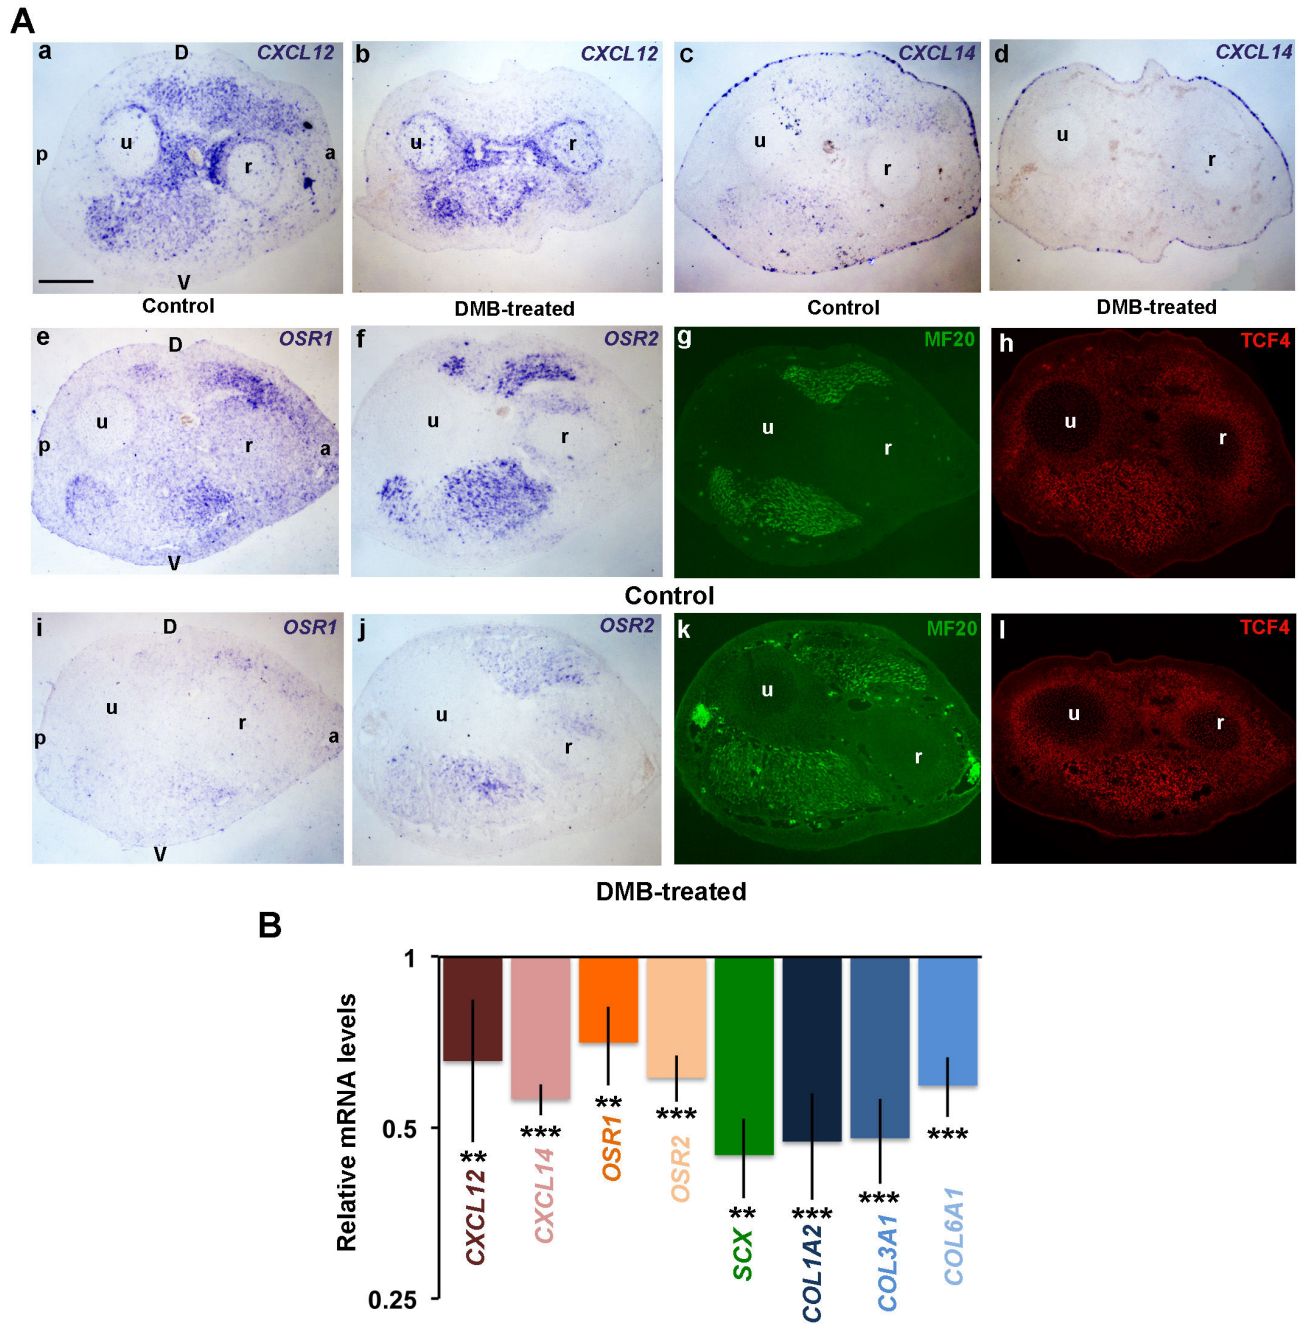 A
a D CXCL12 b CXCL12 c CXCL14 d CXCL14
p u r a u r u r u r
V
Control DMB-treated Control DMB-treated
e D OSR1 f OSR2 g MF20 h TCF4
p u r a u r u r u r
V
Control
i D OSR1 j OSR2 k MF20 l TCF4
p u r a u r u r u r
V
DMB-treated
B
Relative mRNA levels
1
0.5
0.25
** CXCL12
*** CXCL14
** OSR1
*** OSR2
** SCX
*** COL1A2
*** COL3A1
*** COL6A1